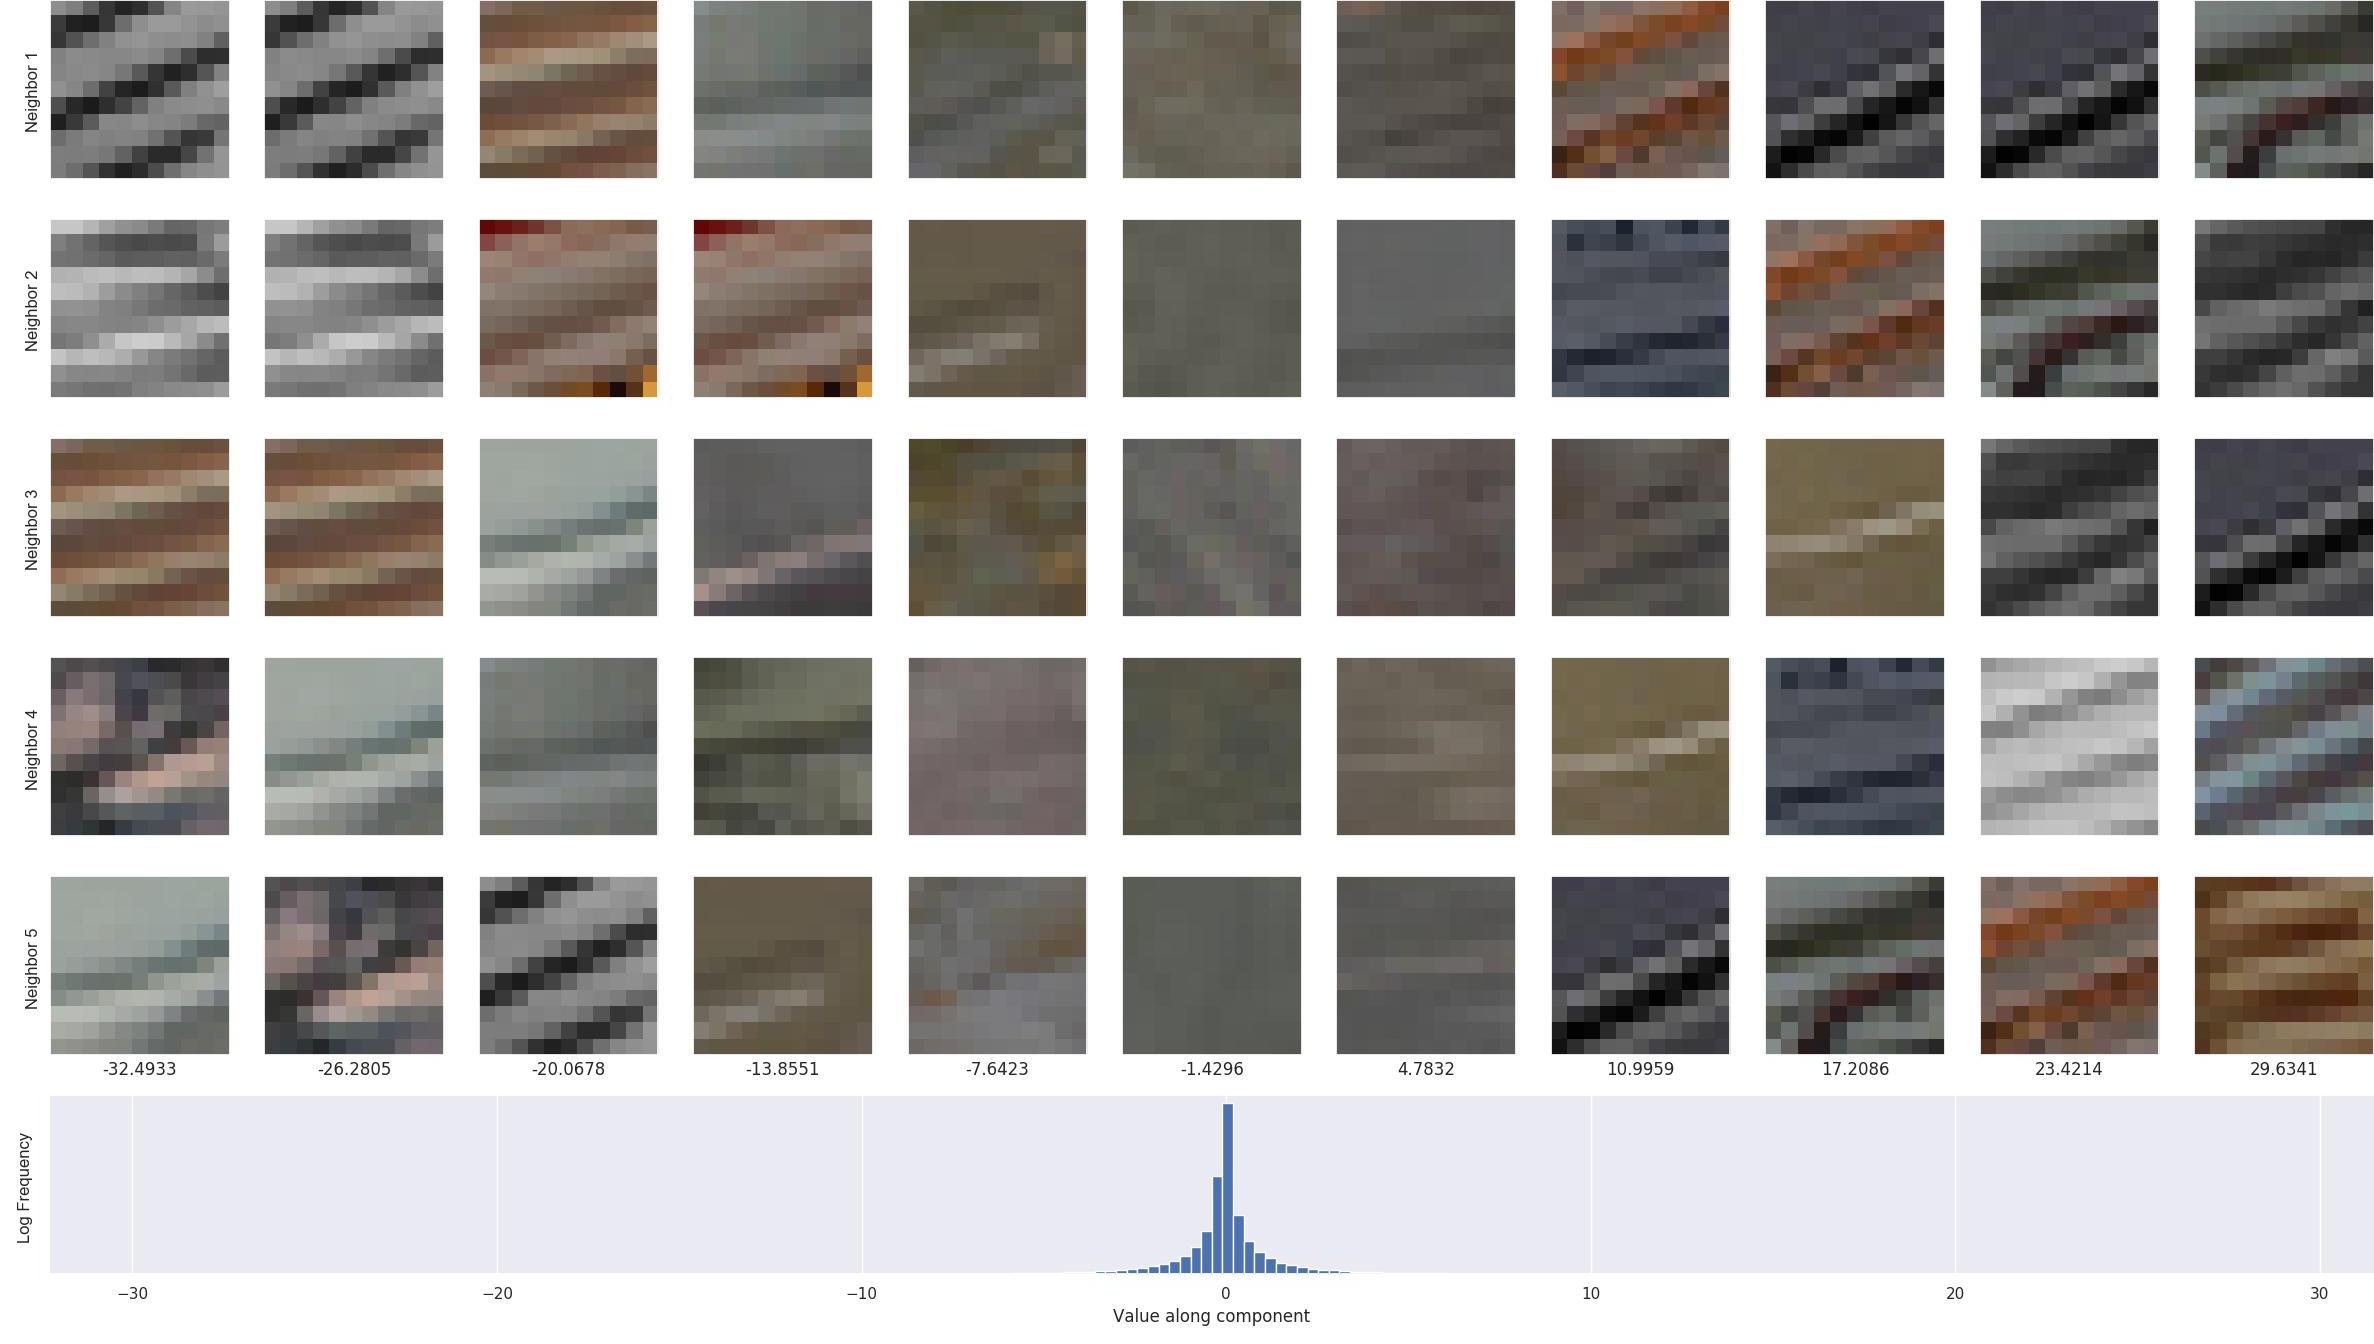 Neighbor 1
Neighbor 2
Neighbor 3
Neighbor 4
Neighbor 5
-32.4933 -26.2805 -20.0678 -13.8551 -7.6423 -1.4296 4.7832 10.9959 17.2086 23.4214 29.6341
Log Frequency
−30 −20 −10 0 10 20 30
Value along component